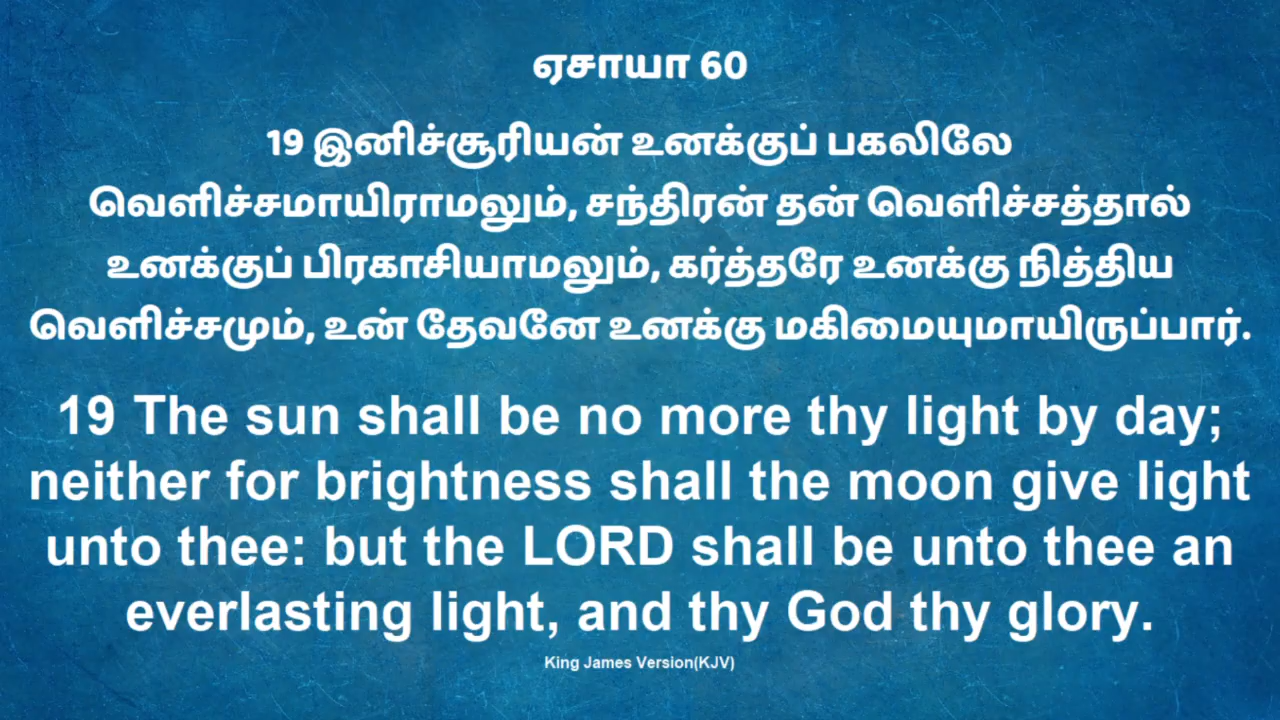 ஏசாயா 60
19 இனிச்சூரியன் உனக்குப் பகலிலே
வெளிச்சமாயிராமலும், சந்திரன் தன் வெளிச்சத்தால்
உனக்குப் பிரகாசியாமலும், கர்த்தரே உனக்கு நித்திய
வெளிச்சமும், உன் தேவனே உனக்கு மகிமையுமாயிருப்பார்.
19 The sun shall be no more thy light by day;
neither for brightness shall the moon give light
unto thee: but the LORD shall be unto thee an
everlasting light, and thy God thy glory.
King James Version(KJV)